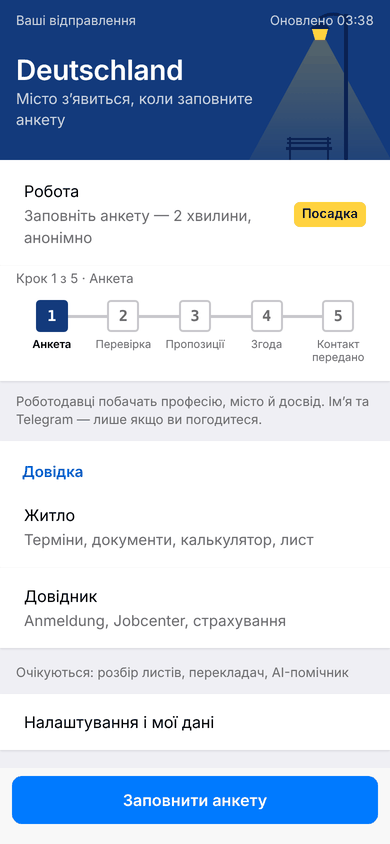 Ваші відправлення
Оновлено 03:38
Deutschland
Місто з’явиться, коли заповните
анкету
Робота
Заповніть анкету — 2 хвилини,
анонімно
Посадка
Крок 1 з 5 · Анкета
1
2
3
4
5
Анкета
Перевірка
Пропозиції
Згода
Контакт
передано
Роботодавці побачать професію, місто й досвід. Ім’я та
Telegram — лише якщо ви погодитеся.
Довідка
Житло
Терміни, документи, калькулятор, лист
Довідник
Anmeldung, Jobcenter, страхування
Очікуються: розбір листів, перекладач, AI-помічник
Налаштування і мої дані
Заповнити анкету